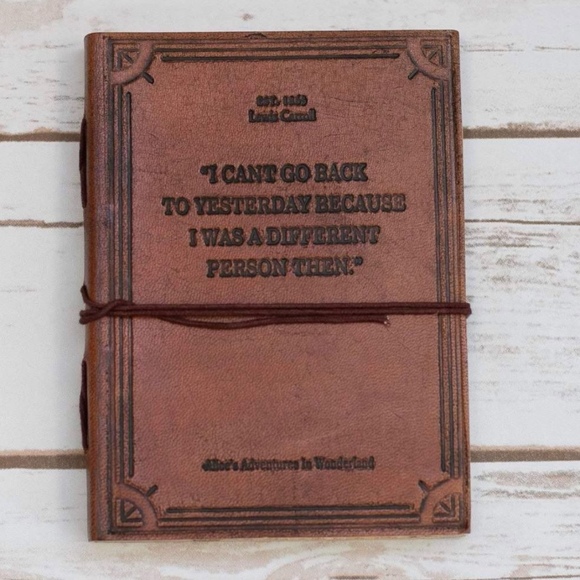 EST. 1865
Lewis Carroll
"I CANT GO BACK
TO YESTERDAY BECAUSE
I WAS A DIFFERENT
PERSON THEN."
Alice's Adventures In Wonderland